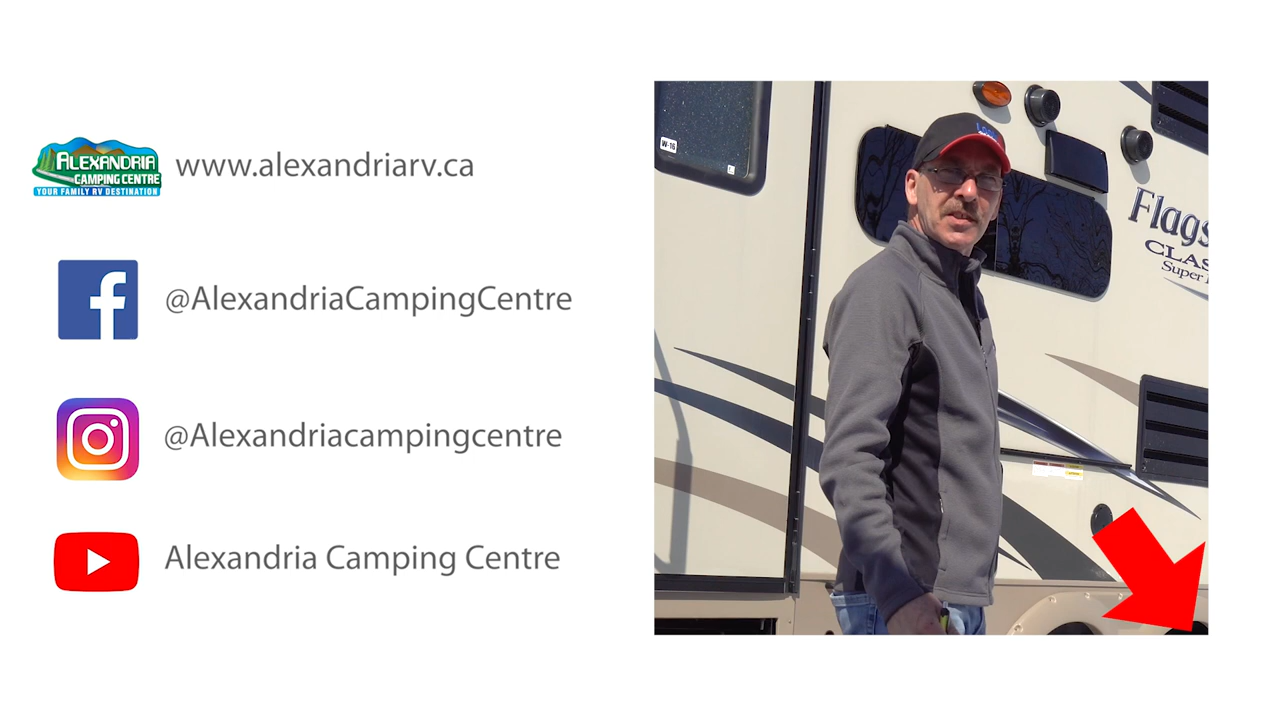 ALEXANDRIA
CAMPING CENTRE
YOUR FAMILY RV DESTINATION
www.alexandriarv.ca
@AlexandriaCampingCentre
@Alexandriacampingcentre
Alexandria Camping Centre
W-16
Flags
CLAS
Super